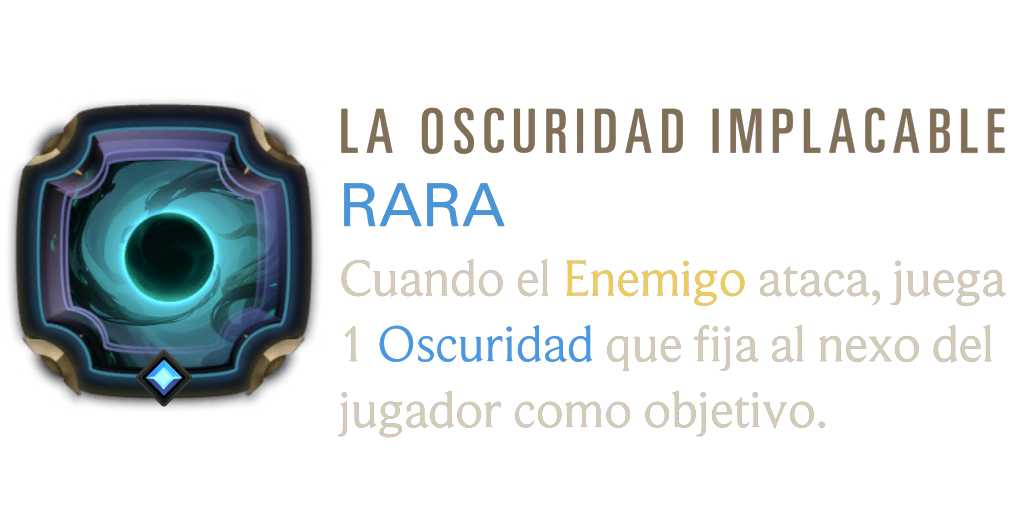 LA OSCURIDAD IMPLACABLE
RARA
Cuando el Enemigo ataca, juega
1 Oscuridad que fija al nexo del
jugador como objetivo.